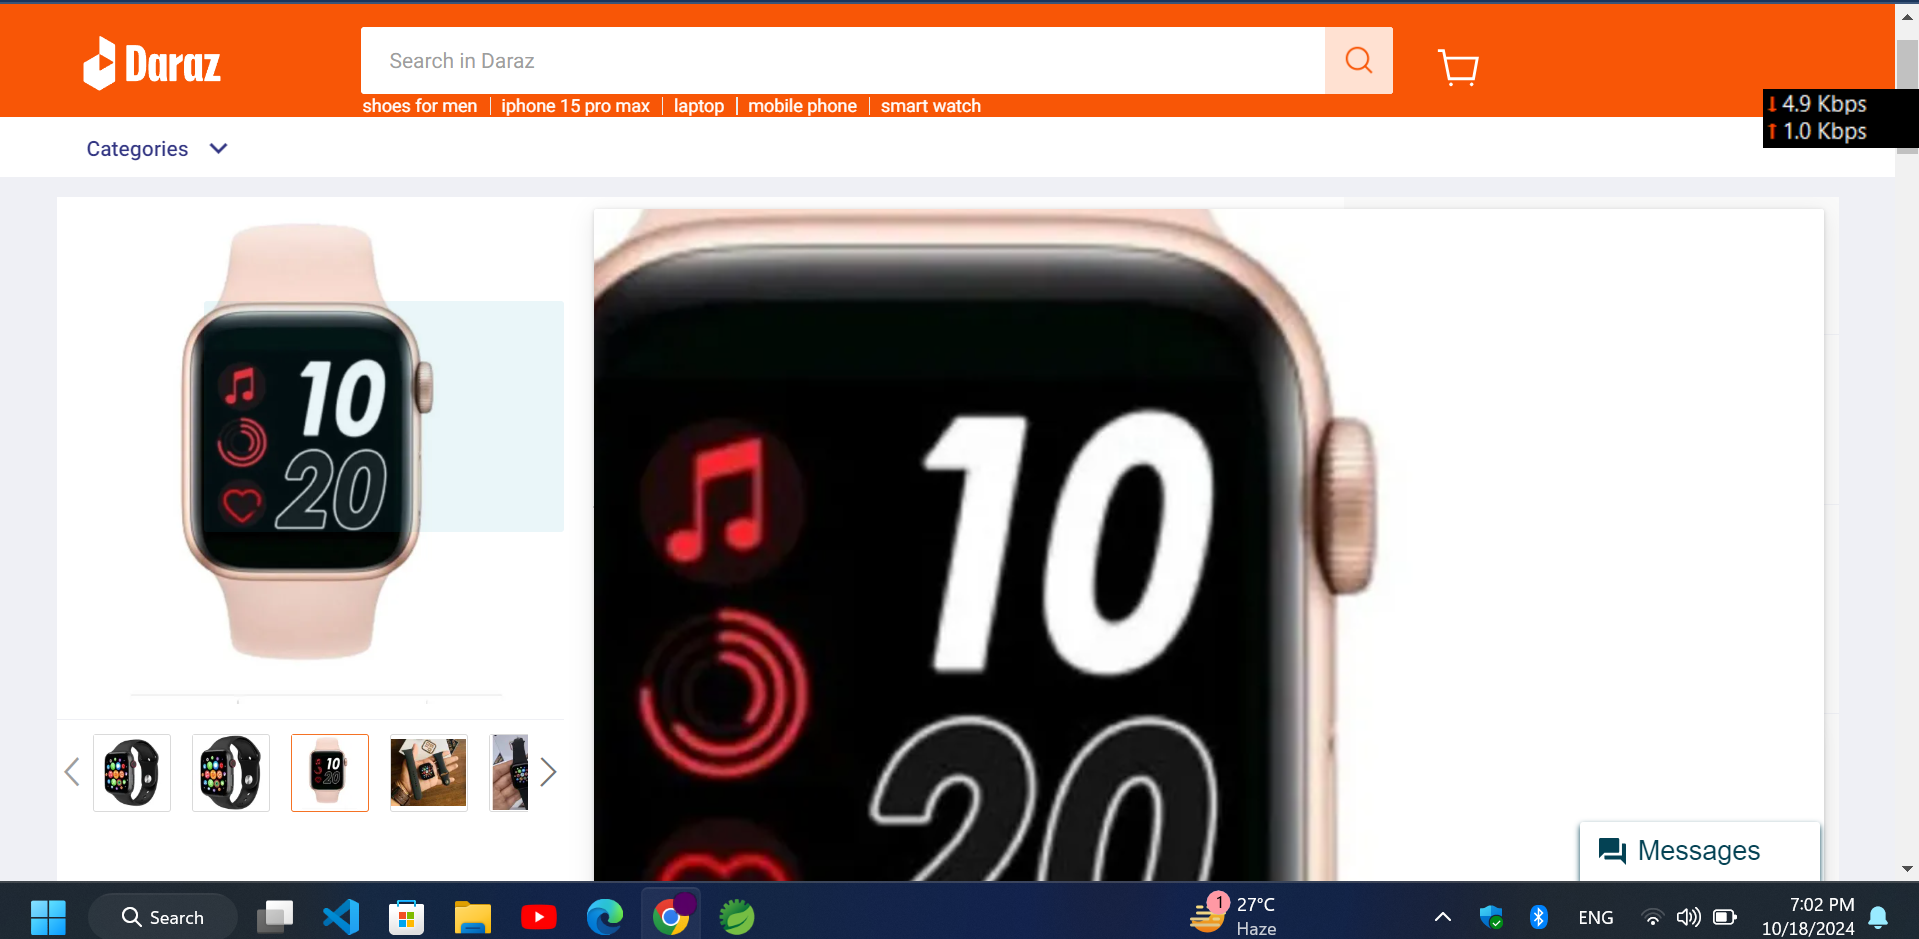 Daraz
Search in Daraz
shoes for men iphone 15 pro max laptop mobile phone smart watch
4.9 Kbps
1.0 Kbps
Categories
10
20
10
20
10
20
Messages
Search
1
27°C
Haze
ENG
7:02 PM
10/18/2024